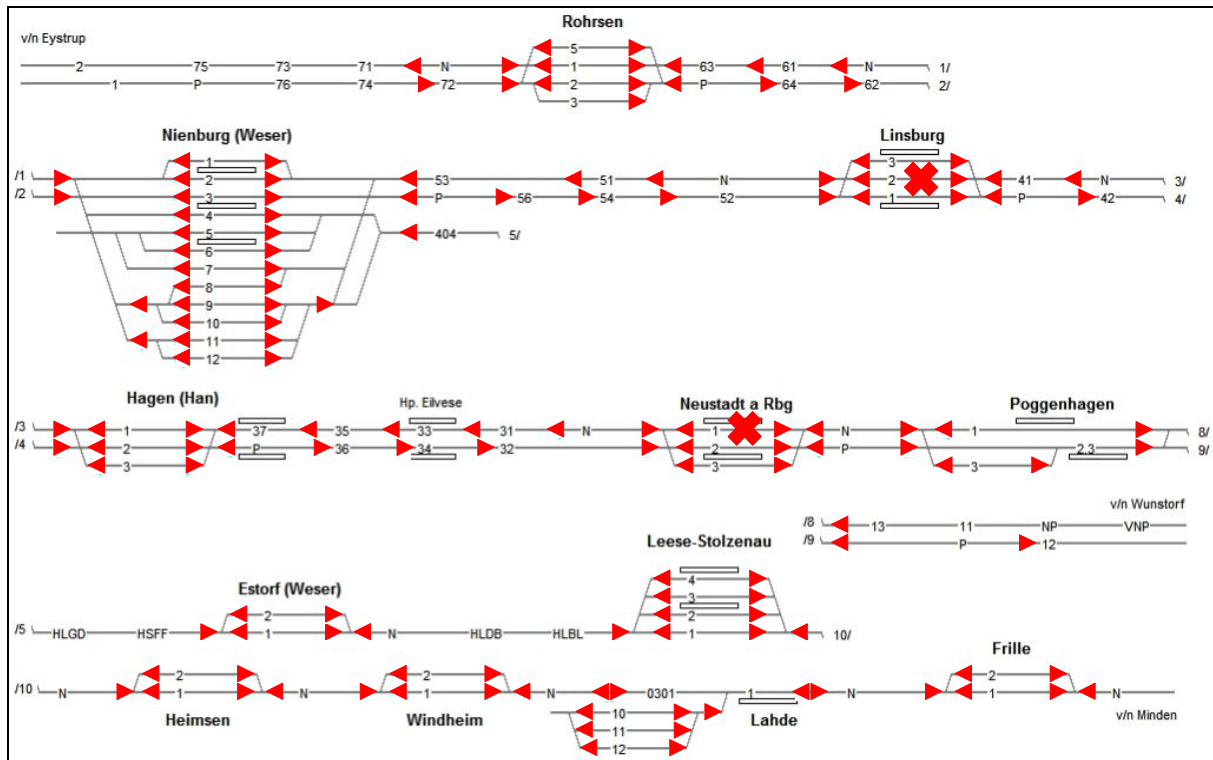 Rohrsen
v/n Eystrup
5
2 75 73 71 N 1 63 61 N 1/
1 P 76 74 72 2 P 64 62 2/
3
Nienburg (Weser) Linsburg
1 3
/1 2 53 51 N 2 41 N 3/
/2 3 P 56 54 52 1 P 42 4/
4
5 404 5/
6
7
8
9
10
11
12
Hagen (Han) Hp. Eilvese Neustadt a Rbg Poggenhagen
/3 1 37 35 33 31 N 1 N 1 8/
/4 2 P 36 34 32 2 P 2.3 9/
3 3 3
v/n Wunstorf
/8 13 11 NP VNP
/9 P 12
Leese-Stolzenau
4
Estorf (Weser) 3
2 2
/5 HLGD HSFF 1 N HLDB HLBL 1 10/
Frille
2 2 2
/10 N 1 N 1 N 0301 1 N 1 N
10
Heimsen Windheim Lahde v/n Minden
11
12